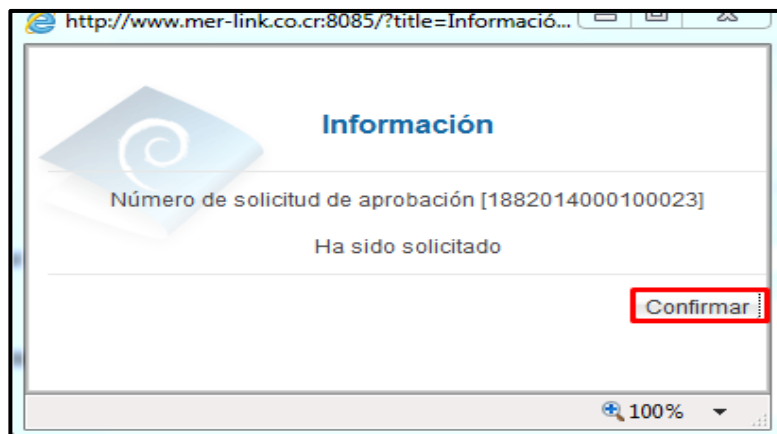 http://www.mer-link.co.cr:8085/?title=Informació...
Información
Número de solicitud de aprobación [1882014000100023]
Ha sido solicitado
Confirmar
100%